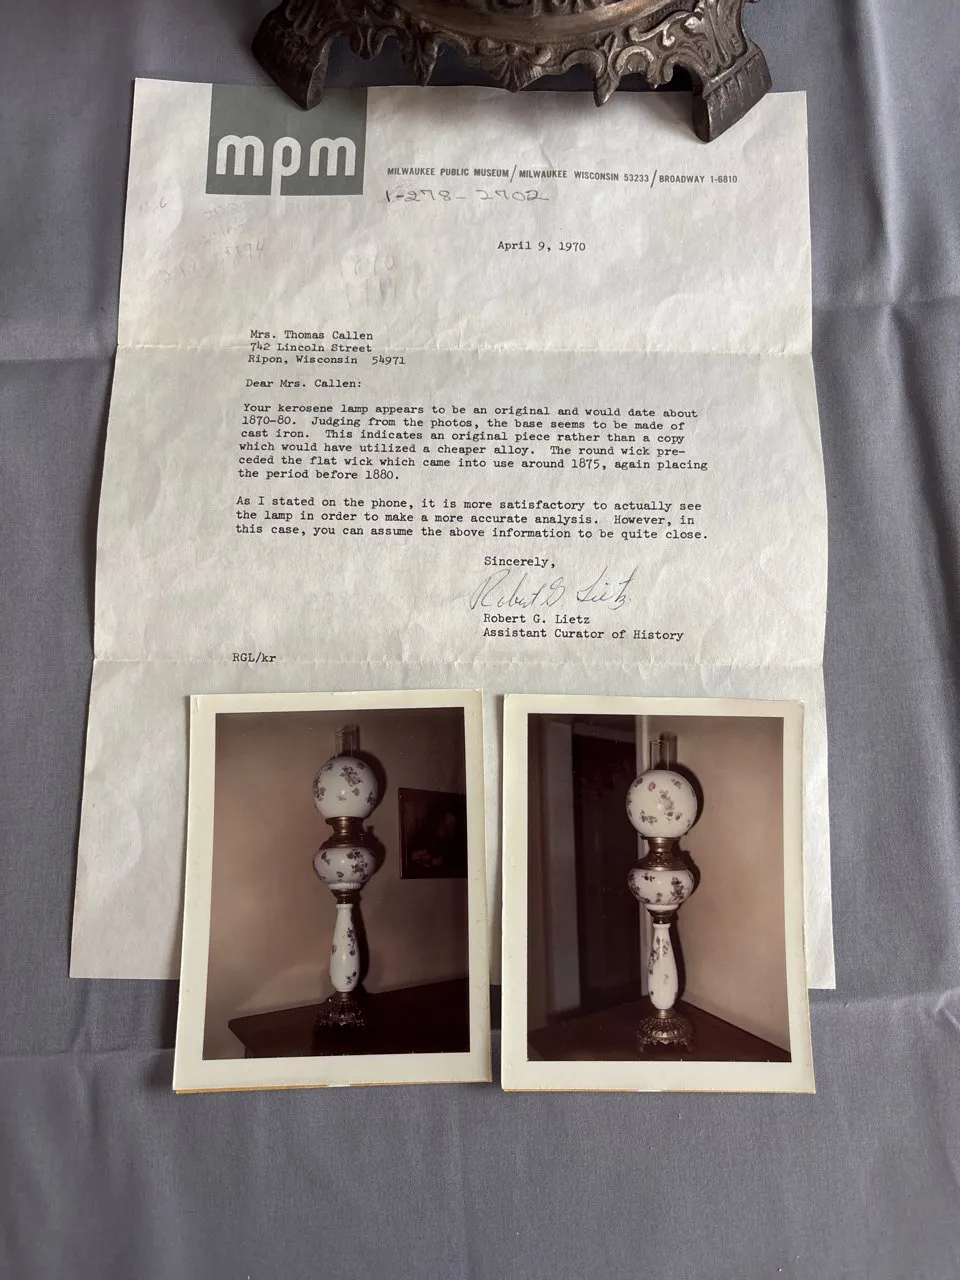 mpm
MILWAUKEE PUBLIC MUSEUM / MILWAUKEE WISCONSIN 53233 / BROADWAY 1-6810
1-278-2702
April 9, 1970
Mrs. Thomas Callen
742 Lincoln Street
Ripon, Wisconsin 54971
Dear Mrs. Callen:
Your kerosene lamp appears to be an original and would date about
1870-80. Judging from the photos, the base seems to be made of
cast iron. This indicates an original piece rather than a copy
which would have utilized a cheaper alloy. The round wick pre-
ceded the flat wick which came into use around 1875, again placing
the period before 1880.
As I stated on the phone, it is more satisfactory to actually see
the lamp in order to make a more accurate analysis. However, in
this case, you can assume the above information to be quite close.
Sincerely,
Robert G. Lietz
Robert G. Lietz
Assistant Curator of History
RGL/kr